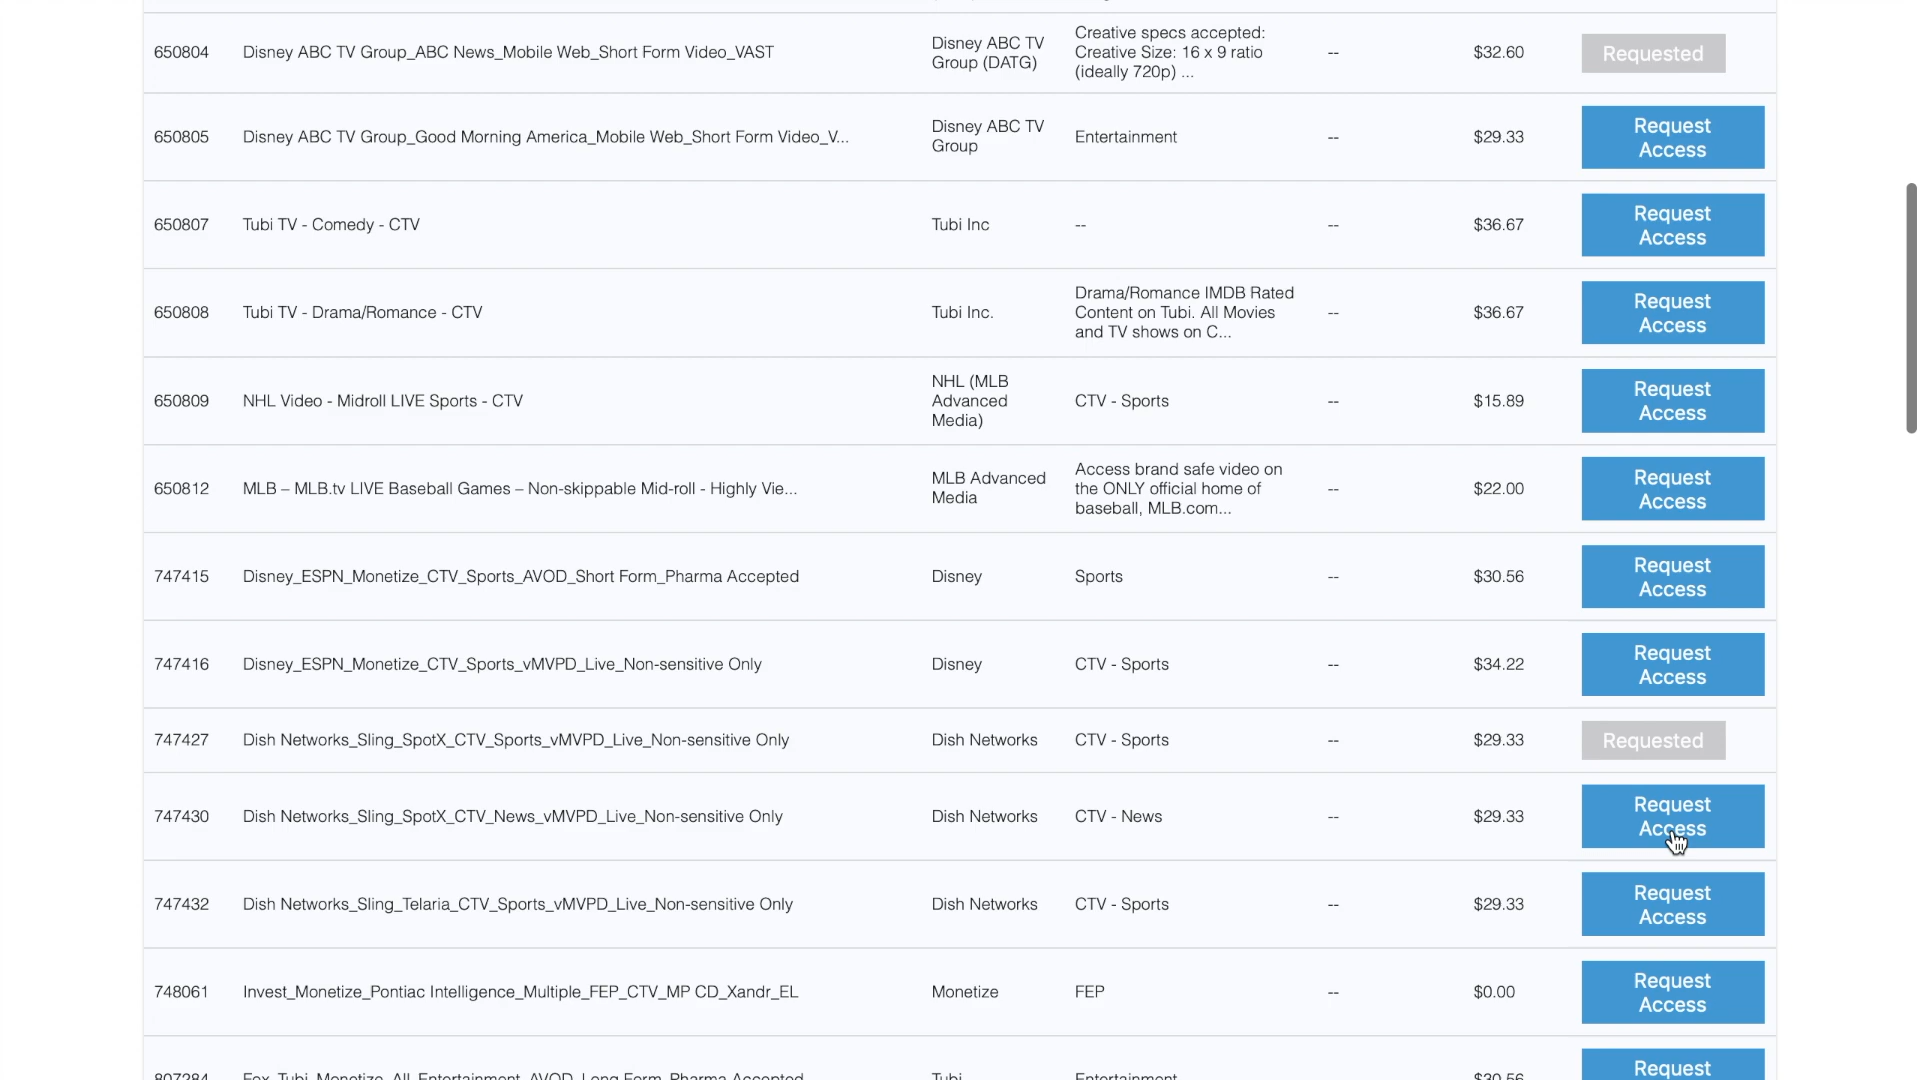 650804 Disney ABC TV Group_ABC News_Mobile Web_Short Form Video_VAST Disney ABC TV Group (DATG) Creative specs accepted: Creative Size: 16 x 9 ratio (ideally 720p) ... -- $32.60 Requested
650805 Disney ABC TV Group_Good Morning America_Mobile Web_Short Form Video_V... Disney ABC TV Group Entertainment -- $29.33 Request Access
650807 Tubi TV - Comedy - CTV Tubi Inc -- -- $36.67 Request Access
650808 Tubi TV - Drama/Romance - CTV Tubi Inc. Drama/Romance IMDB Rated Content on Tubi. All Movies and TV shows on C... -- $36.67 Request Access
650809 NHL Video - Midroll LIVE Sports - CTV NHL (MLB Advanced Media) CTV - Sports -- $15.89 Request Access
650812 MLB – MLB.tv LIVE Baseball Games – Non-skippable Mid-roll - Highly Vie... MLB Advanced Media Access brand safe video on the ONLY official home of baseball, MLB.com... -- $22.00 Request Access
747415 Disney_ESPN_Monetize_CTV_Sports_AVOD_Short Form_Pharma Accepted Disney Sports -- $30.56 Request Access
747416 Disney_ESPN_Monetize_CTV_Sports_vMVPD_Live_Non-sensitive Only Disney CTV - Sports -- $34.22 Request Access
747427 Dish Networks_Sling_SpotX_CTV_Sports_vMVPD_Live_Non-sensitive Only Dish Networks CTV - Sports -- $29.33 Requested
747430 Dish Networks_Sling_SpotX_CTV_News_vMVPD_Live_Non-sensitive Only Dish Networks CTV - News -- $29.33 Request Access
747432 Dish Networks_Sling_Telaria_CTV_Sports_vMVPD_Live_Non-sensitive Only Dish Networks CTV - Sports -- $29.33 Request Access
748061 Invest_Monetize_Pontiac Intelligence_Multiple_FEP_CTV_MP CD_Xandr_EL Monetize FEP -- $0.00 Request Access
807284 Fox_Tubi_Monetize_All_Entertainment_AVOD_Long Form_Pharma Accepted Tubi Entertainment $30.56 Request